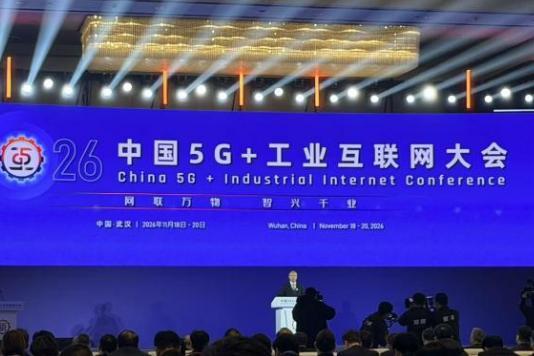 26 中国5G+工业互联网大会
China 5G + Industrial Internet Conference
网联万物 智兴千业
中国·武汉 | 2026年11月18日-20日 Wuhan, China | November 18 - 20, 2026